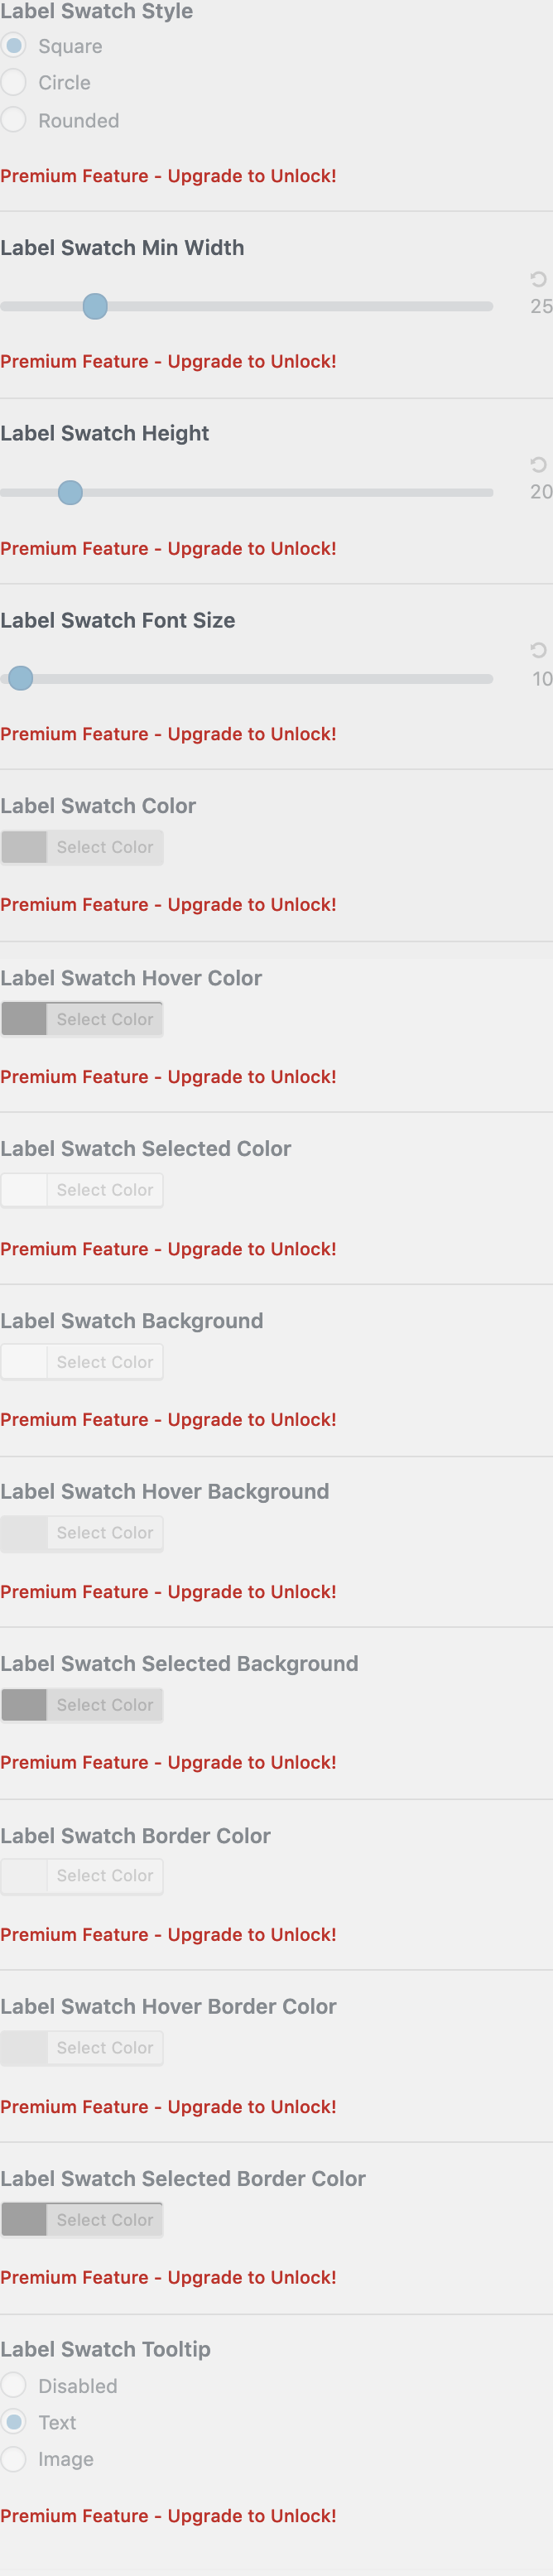 Label Swatch Style
Square
Circle
Rounded
Premium Feature - Upgrade to Unlock!
Label Swatch Min Width
25
Premium Feature - Upgrade to Unlock!
Label Swatch Height
20
Premium Feature - Upgrade to Unlock!
Label Swatch Font Size
10
Premium Feature - Upgrade to Unlock!
Label Swatch Color
Select Color
Premium Feature - Upgrade to Unlock!
Label Swatch Hover Color
Select Color
Premium Feature - Upgrade to Unlock!
Label Swatch Selected Color
Select Color
Premium Feature - Upgrade to Unlock!
Label Swatch Background
Select Color
Premium Feature - Upgrade to Unlock!
Label Swatch Hover Background
Select Color
Premium Feature - Upgrade to Unlock!
Label Swatch Selected Background
Select Color
Premium Feature - Upgrade to Unlock!
Label Swatch Border Color
Select Color
Premium Feature - Upgrade to Unlock!
Label Swatch Hover Border Color
Select Color
Premium Feature - Upgrade to Unlock!
Label Swatch Selected Border Color
Select Color
Premium Feature - Upgrade to Unlock!
Label Swatch Tooltip
Disabled
Text
Image
Premium Feature - Upgrade to Unlock!